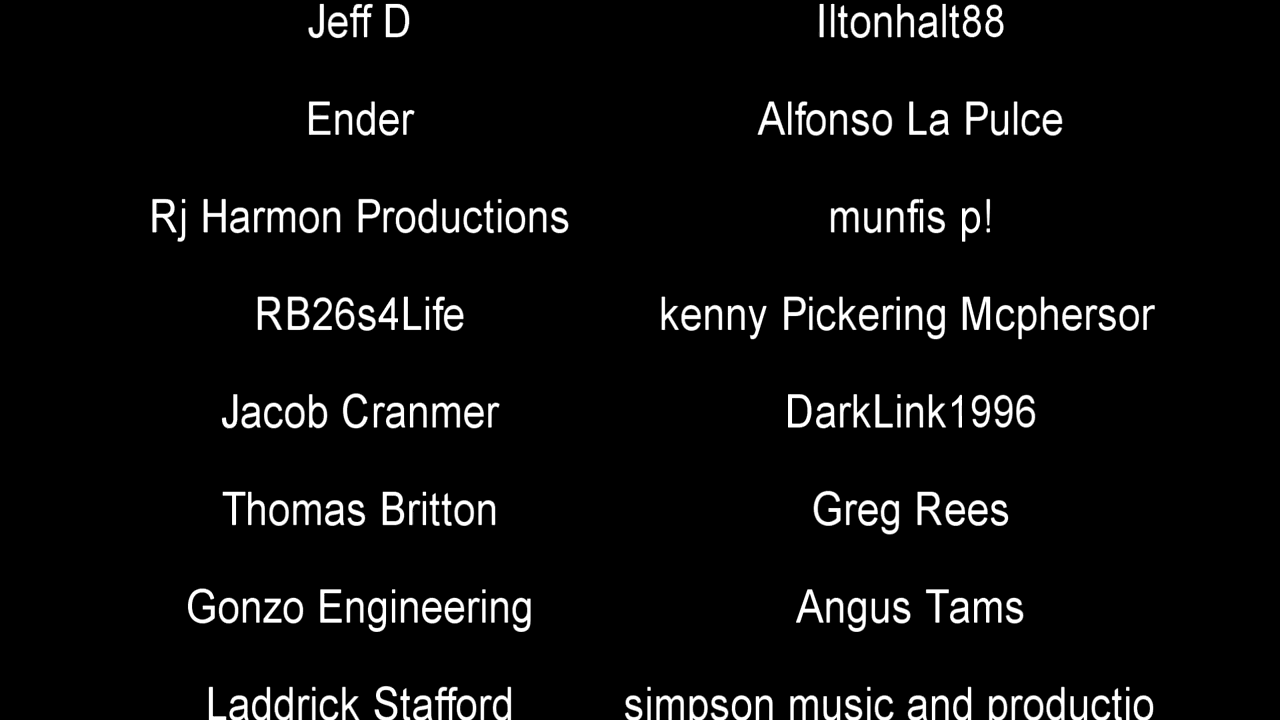 Jeff D
Iltonhalt88
Ender
Alfonso La Pulce
Rj Harmon Productions
munfis p!
RB26s4Life
kenny Pickering Mcphersor
Jacob Cranmer
DarkLink1996
Thomas Britton
Greg Rees
Gonzo Engineering
Angus Tams
Laddrick Stafford
simpson music and productio